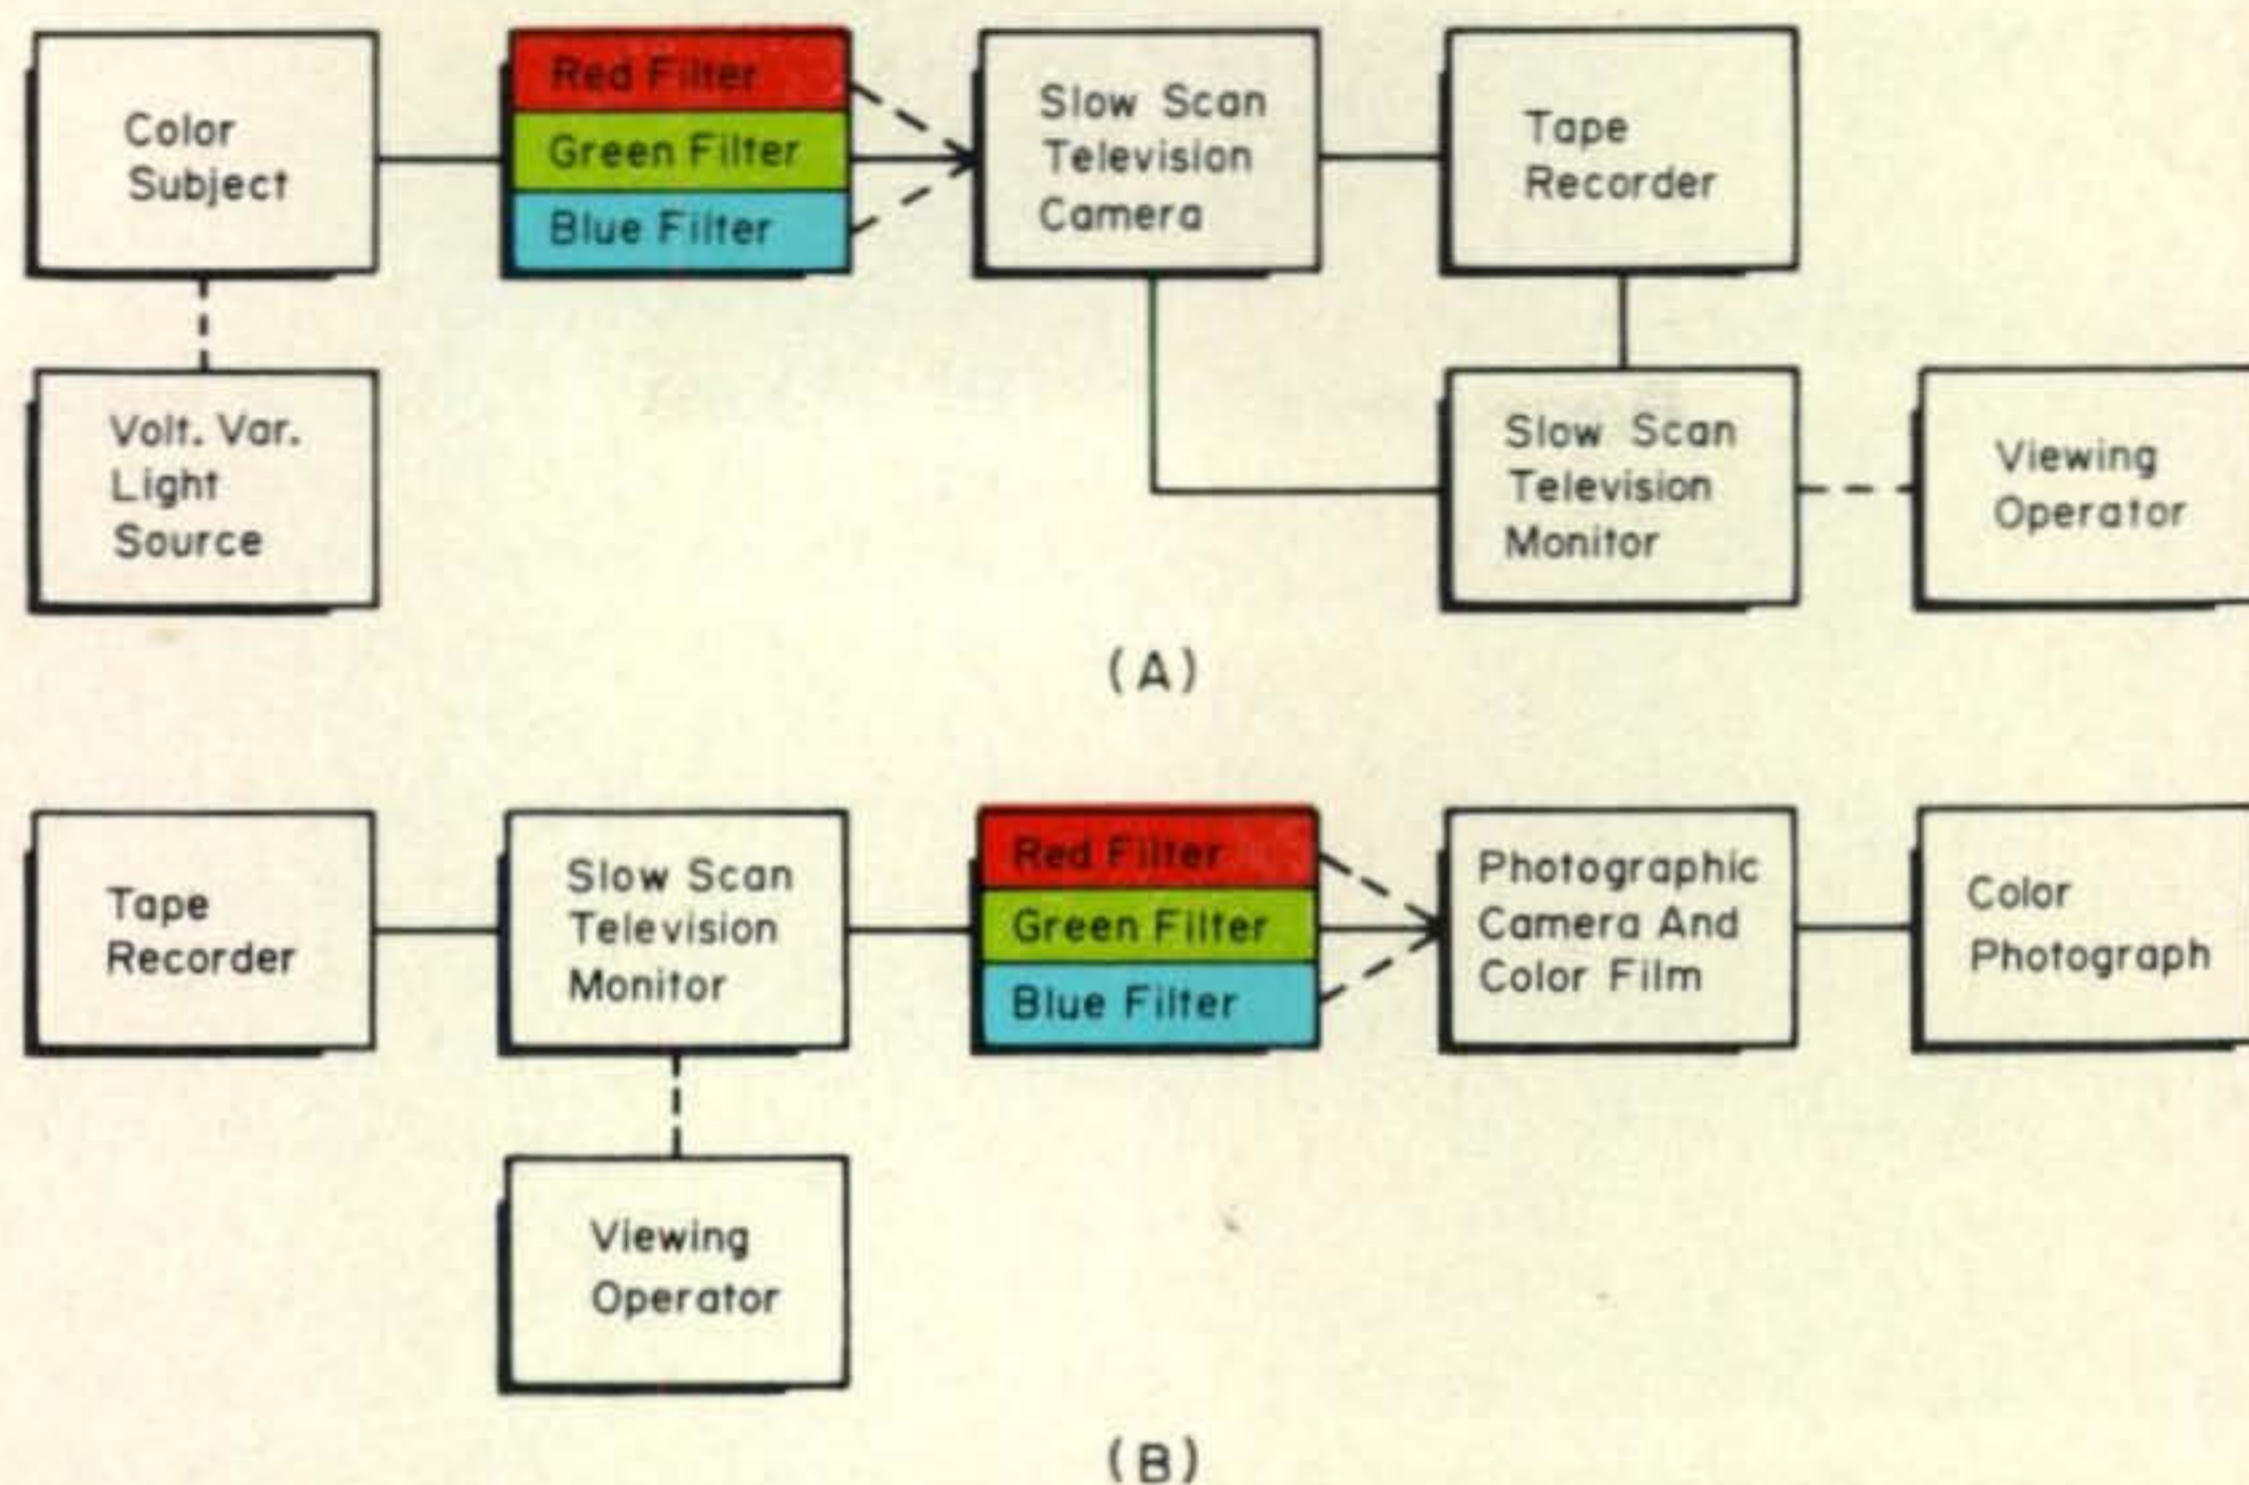 Color
Subject
Red Filter
Green Filter
Blue Filter
Slow Scan
Television
Camera
Tape
Recorder
Volt. Var.
Light
Source
Slow Scan
Television
Monitor
Viewing
Operator
(A)
Tape
Recorder
Slow Scan
Television
Monitor
Red Filter
Green Filter
Blue Filter
Photographic
Camera And
Color Film
Color
Photograph
Viewing
Operator
(B)